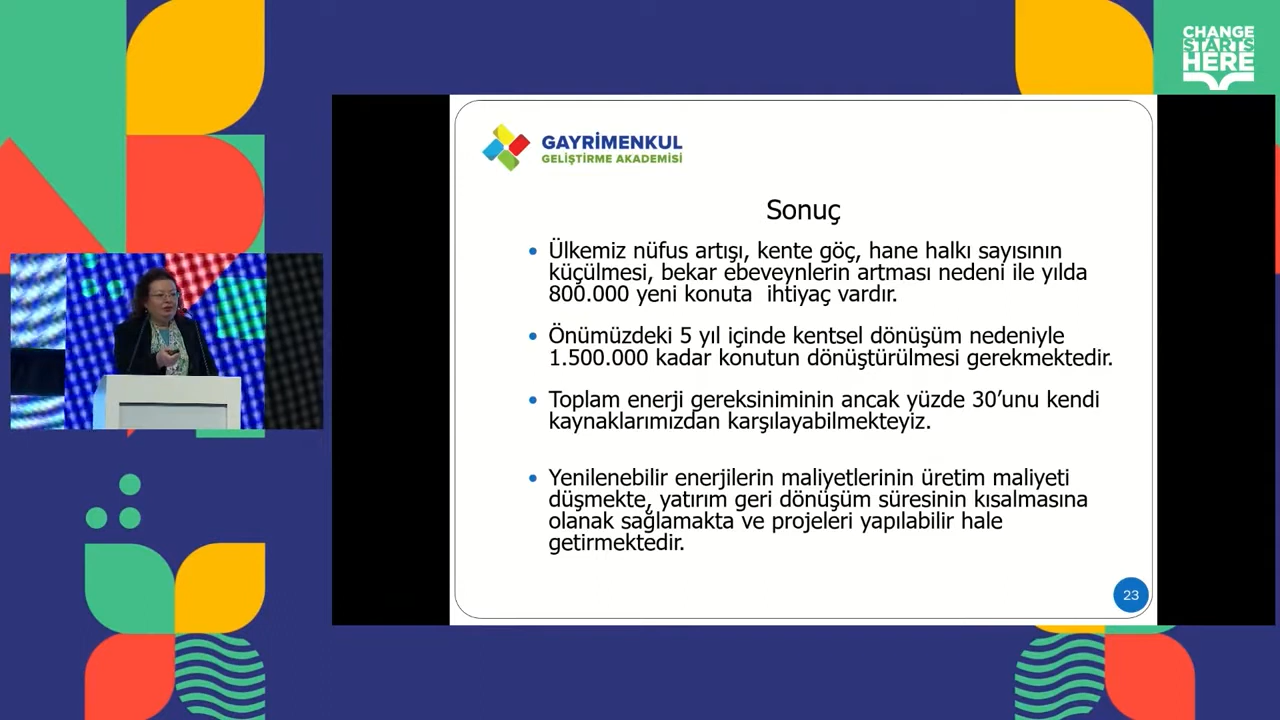 CHANGE
STARTS
HERE
GAYRİMENKUL
GELİŞTİRME AKADEMİSİ
Sonuç
• Ülkemiz nüfus artışı, kente göç, hane halkı sayısının
küçülmesi, bekar ebeveynlerin artması nedeni ile yılda
800.000 yeni konuta ihtiyaç vardır.
• Önümüzdeki 5 yıl içinde kentsel dönüşüm nedeniyle
1.500.000 kadar konutun dönüştürülmesi gerekmektedir.
• Toplam enerji gereksiniminin ancak yüzde 30’unu kendi
kaynaklarımızdan karşılayabilmekteyiz.
• Yenilenebilir enerjilerin maliyetlerinin üretim maliyeti
düşmekte, yatırım geri dönüşüm süresinin kısalmasına
olanak sağlamakta ve projeleri yapılabilir hale
getirmektedir.
23